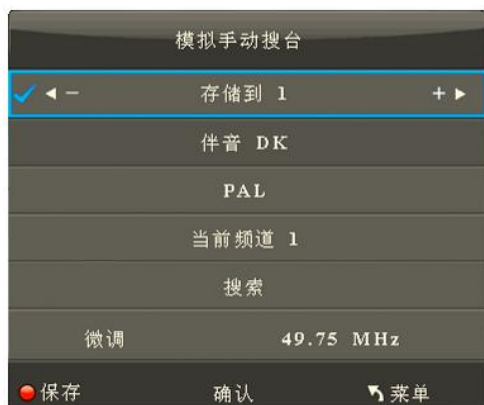 模拟手动搜台
− 存储到 1 +
伴音 DK
PAL
当前频道 1
搜索
微调 49.75 MHz
保存 确认 菜单